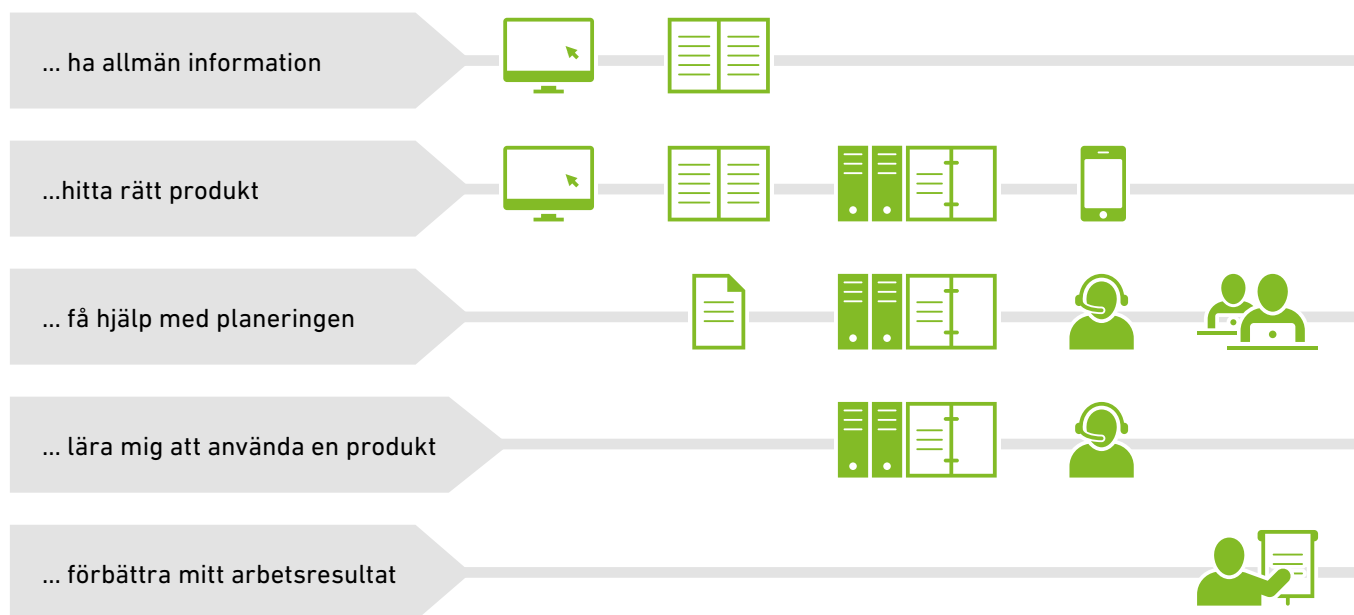 ... ha allmän information
...hitta rätt produkt
... få hjälp med planeringen
... lära mig att använda en produkt
... förbättra mitt arbetsresultat